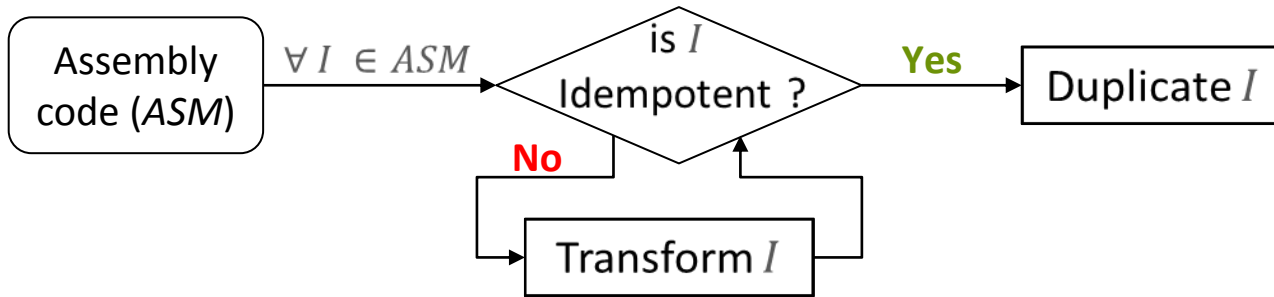 Assembly
code (ASM)
∀ I ∈ ASM
is I
Idempotent ?
Yes
Duplicate I
No
Transform I